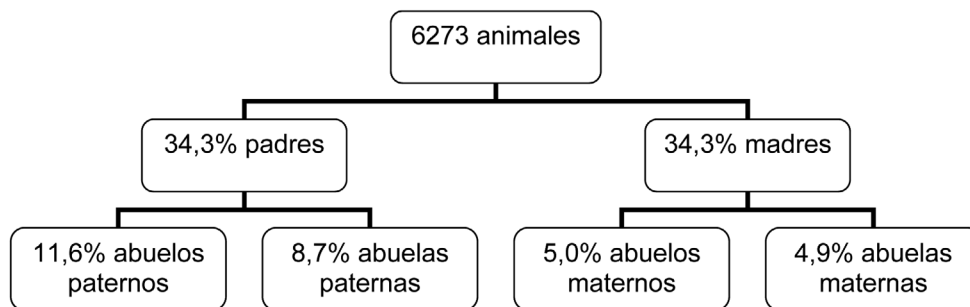 6273 animales
34,3% padres
34,3% madres
11,6% abuelos
paternos
8,7% abuelas
paternas
5,0% abuelos
maternos
4,9% abuelas
maternas